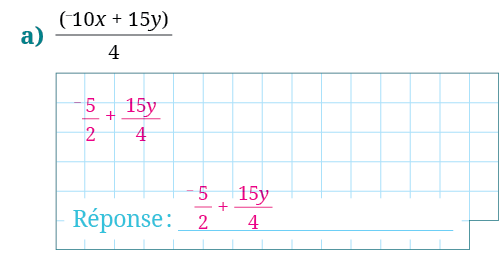 a) (⁻10x + 15y) / 4
⁻5/2 + 15y/4
Réponse : ⁻5/2 + 15y/4